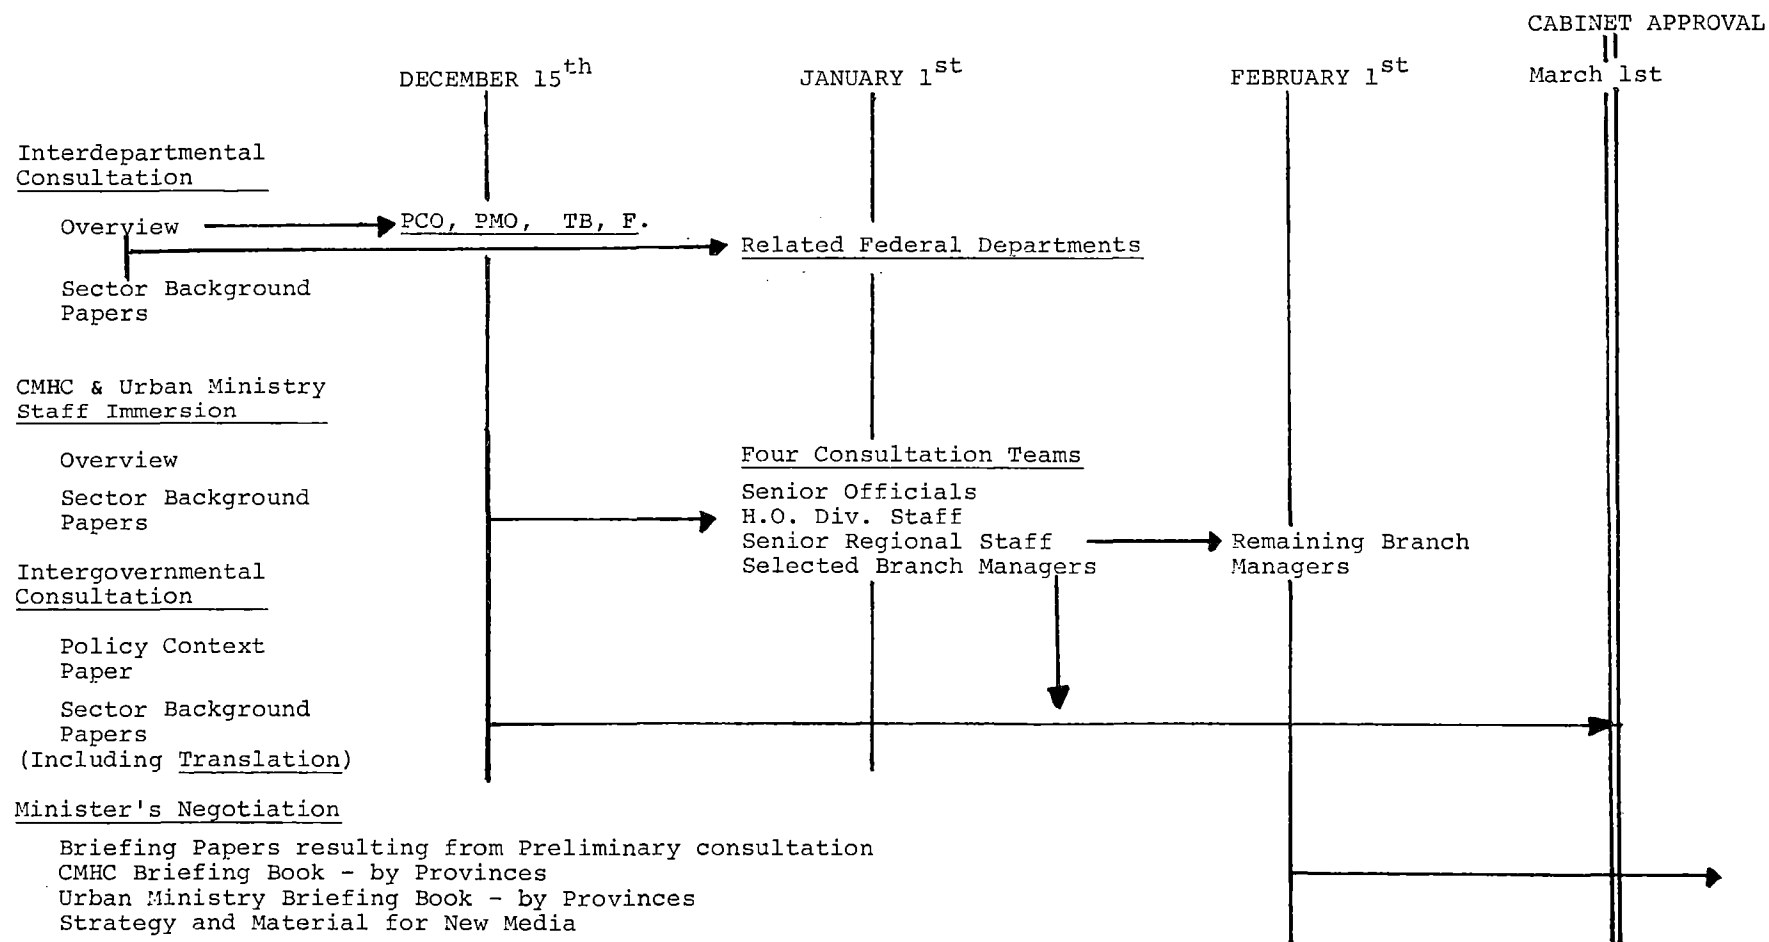 CABINET APPROVAL
DECEMBER 15th
JANUARY 1st
FEBRUARY 1st
March 1st
Interdepartmental
Consultation
Overview
PCO, PMO, TB, F.
Related Federal Departments
Sector Background
Papers
CMHC & Urban Ministry
Staff Immersion
Overview
Sector Background
Papers
Four Consultation Teams
Senior Officials
H.O. Div. Staff
Senior Regional Staff
Selected Branch Managers
Remaining Branch
Managers
Intergovernmental
Consultation
Policy Context
Paper
Sector Background
Papers
(Including Translation)
Minister's Negotiation
Briefing Papers resulting from Preliminary consultation
CMHC Briefing Book - by Provinces
Urban Ministry Briefing Book - by Provinces
Strategy and Material for New Media